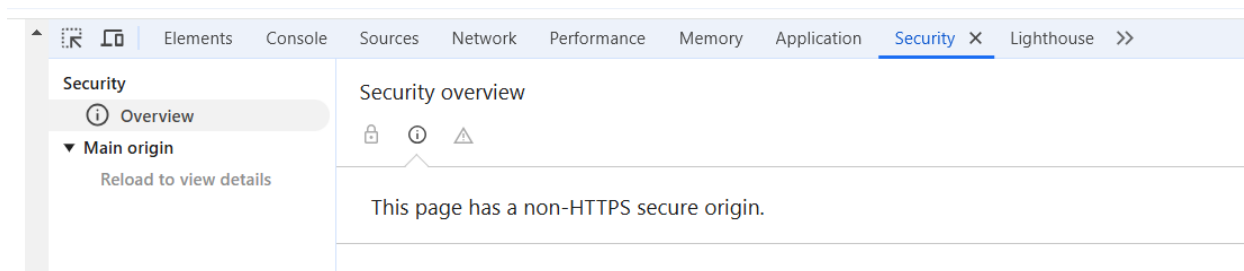 Elements Console Sources Network Performance Memory Application Security Lighthouse
Security
Overview
Main origin
Reload to view details
Security overview
This page has a non-HTTPS secure origin.